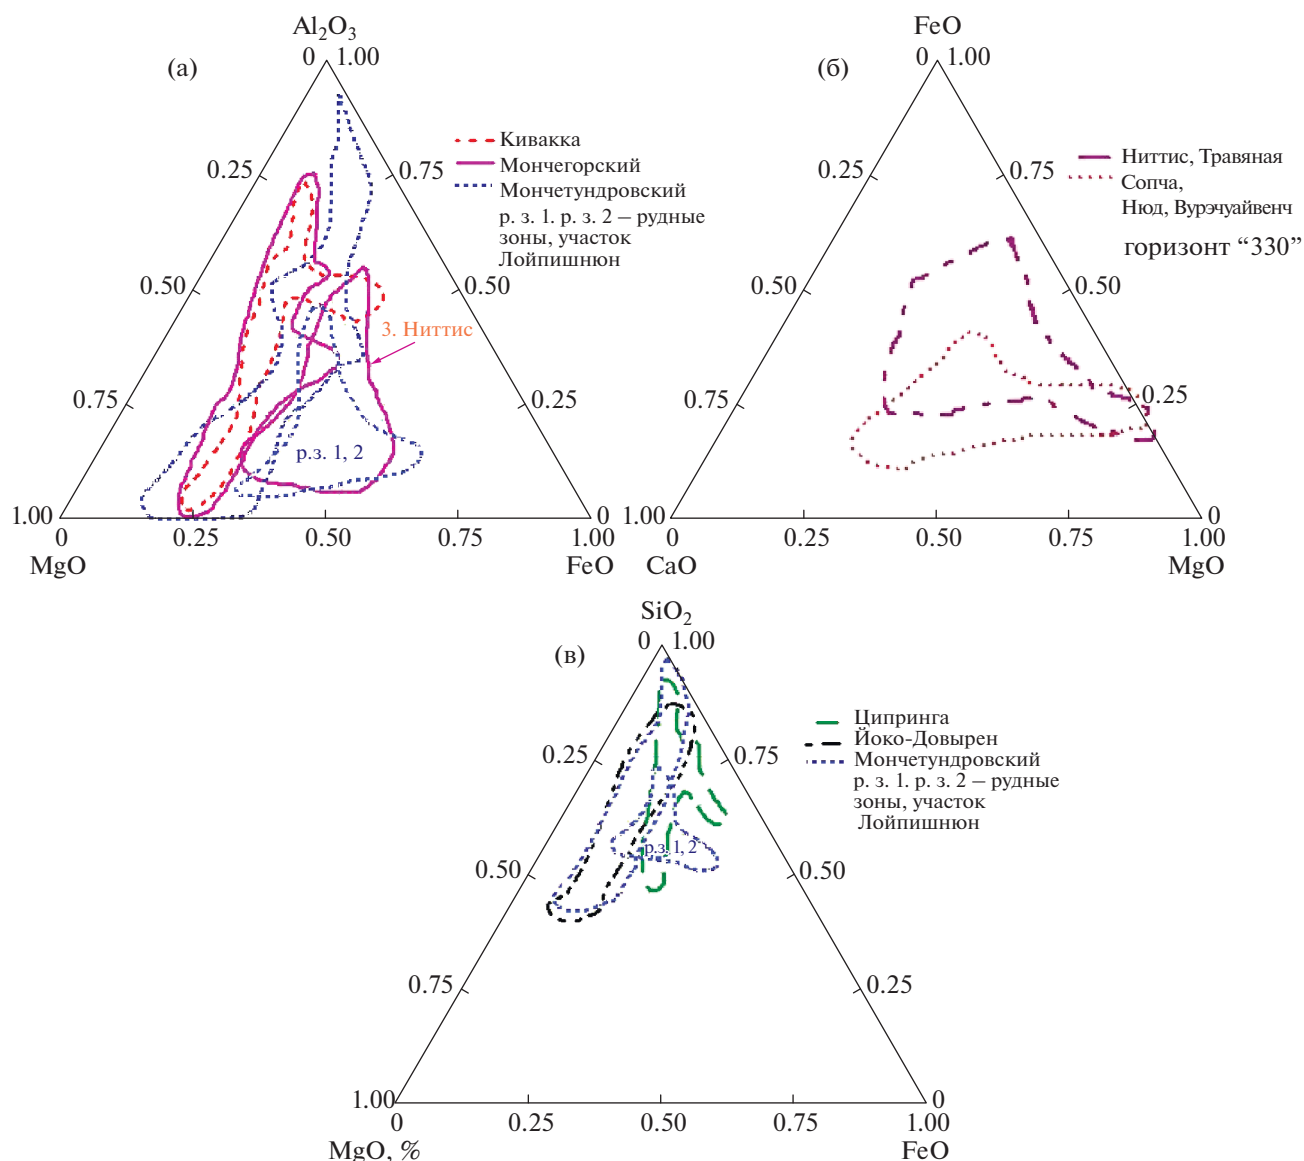 Al₂O₃
0 1.00
(а)
Кивакка
Мончегорский
Мончетундровский
р. з. 1. р. з. 2 – рудные
зоны, участок
Лойпишнюн
0.25
0.75
0.50
0.50
3. Ниттис
0.75
0.25
р.з. 1, 2
1.00
0
0
0.25
0.50
0.75
1.00
MgO
FeO
FeO
0 1.00
(б)
Ниттис, Травяная
Сопча,
Нюд, Вурэчуайвенч
горизонт “330”
0.25
0.75
0.50
0.50
0.75
0.25
1.00
0
0
0.25
0.50
0.75
1.00
CaO
MgO
SiO₂
0 1.00
(в)
Ципринга
Йоко-Довырен
Мончетундровский
р. з. 1. р. з. 2 – рудные
зоны, участок
Лойпишнюн
0.25
0.75
р.з. 1, 2
0.50
0.50
0.75
0.25
1.00
0
0
0.25
0.50
0.75
1.00
MgO, %
FeO